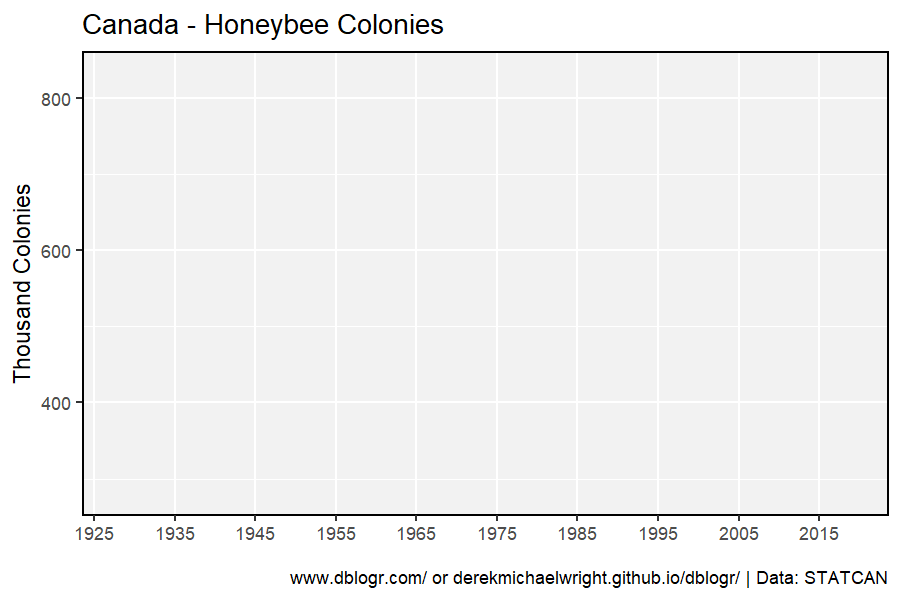 Canada - Honeybee Colonies
Thousand Colonies
800
600
400
1925 1935 1945 1955 1965 1975 1985 1995 2005 2015
www.dblogr.com/ or derekmichaelwright.github.io/dblogr/ | Data: STATCAN